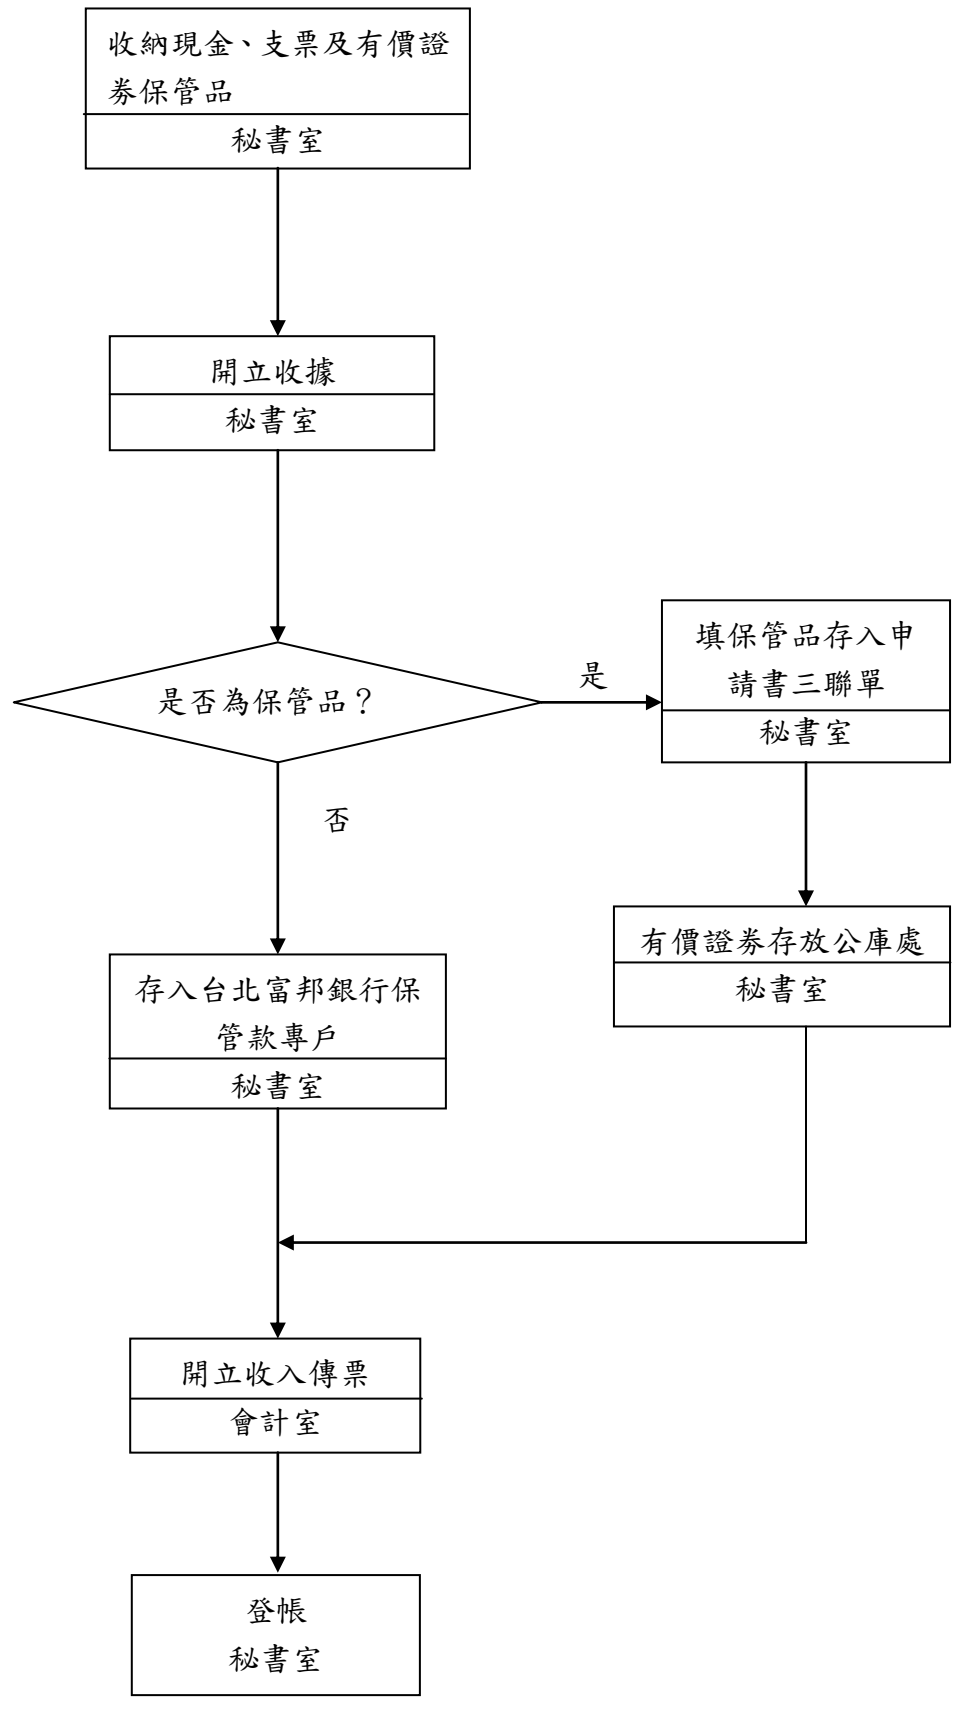 收納現金、支票及有價證
券保管品
秘書室
開立收據
秘書室
是否為保管品？
是
填保管品存入申
請書三聯單
秘書室
否
有價證券存放公庫處
秘書室
存入台北富邦銀行保
管款專戶
秘書室
開立收入傳票
會計室
登帳
秘書室